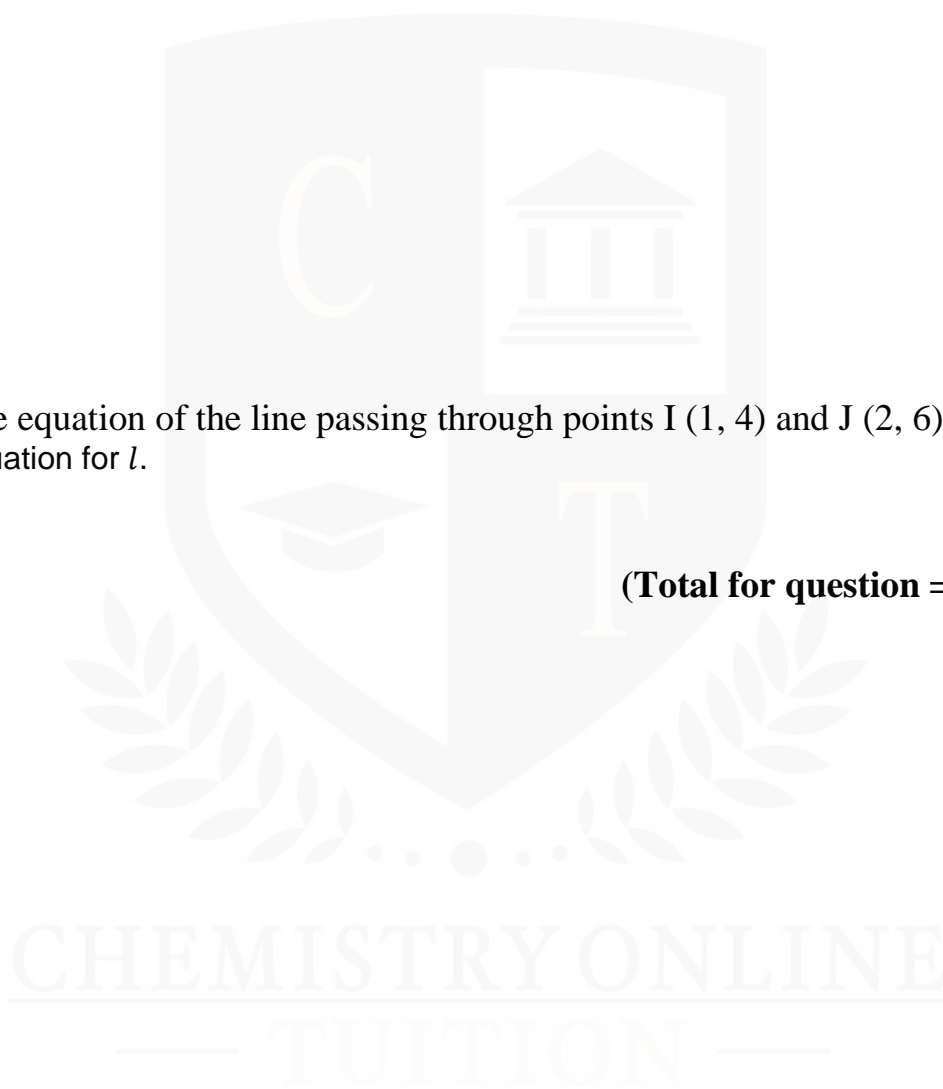 C
e equation of the line passing through points I (1, 4) and J (2, 6)
uation for l.
T
(Total for question =
CHEMISTRY ONLINE
TUITION